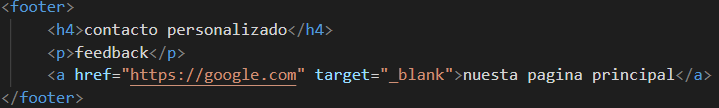 <footer>
<h4>contacto personalizado</h4>
<p>feedback</p>
<a href="https://google.com" target="_blank">nuesta pagina principal</a>
</footer>